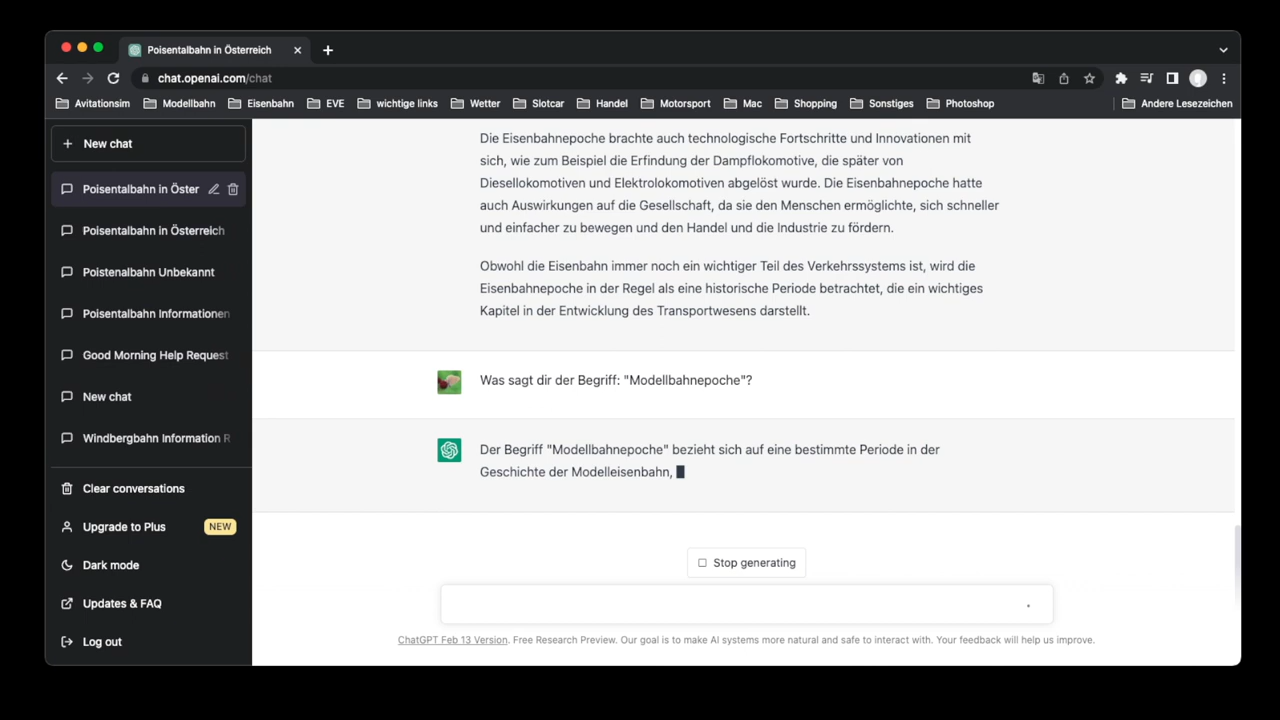 Poisentalbahn in Österreich
chat.openai.com/chat
Avitationsim Modellbahn Eisenbahn EVE wichtige links Wetter Slotcar Handel Motorsport Mac Shopping Sonstiges Photoshop Andere Lesezeichen
New chat
Poisentalbahn in Öster
Poisentalbahn in Österreich
Poistenalbahn Unbekannt
Poisentalbahn Informationen
Good Morning Help Request
New chat
Windbergbahn Information R
Clear conversations
Upgrade to Plus NEW
Dark mode
Updates & FAQ
Log out
Die Eisenbahnepoche brachte auch technologische Fortschritte und Innovationen mit
sich, wie zum Beispiel die Erfindung der Dampflokomotive, die später von
Diesellokomotiven und Elektrolokomotiven abgelöst wurde. Die Eisenbahnepoche hatte
auch Auswirkungen auf die Gesellschaft, da sie den Menschen ermöglichte, sich schneller
und einfacher zu bewegen und den Handel und die Industrie zu fördern.
Obwohl die Eisenbahn immer noch ein wichtiger Teil des Verkehrssystems ist, wird die
Eisenbahnepoche in der Regel als eine historische Periode betrachtet, die ein wichtiges
Kapitel in der Entwicklung des Transportwesens darstellt.
Was sagt dir der Begriff: "Modellbahnepoche"?
Der Begriff "Modellbahnepoche" bezieht sich auf eine bestimmte Periode in der
Geschichte der Modelleisenbahn,
Stop generating
ChatGPT Feb 13 Version. Free Research Preview. Our goal is to make AI systems more natural and safe to interact with. Your feedback will help us improve.